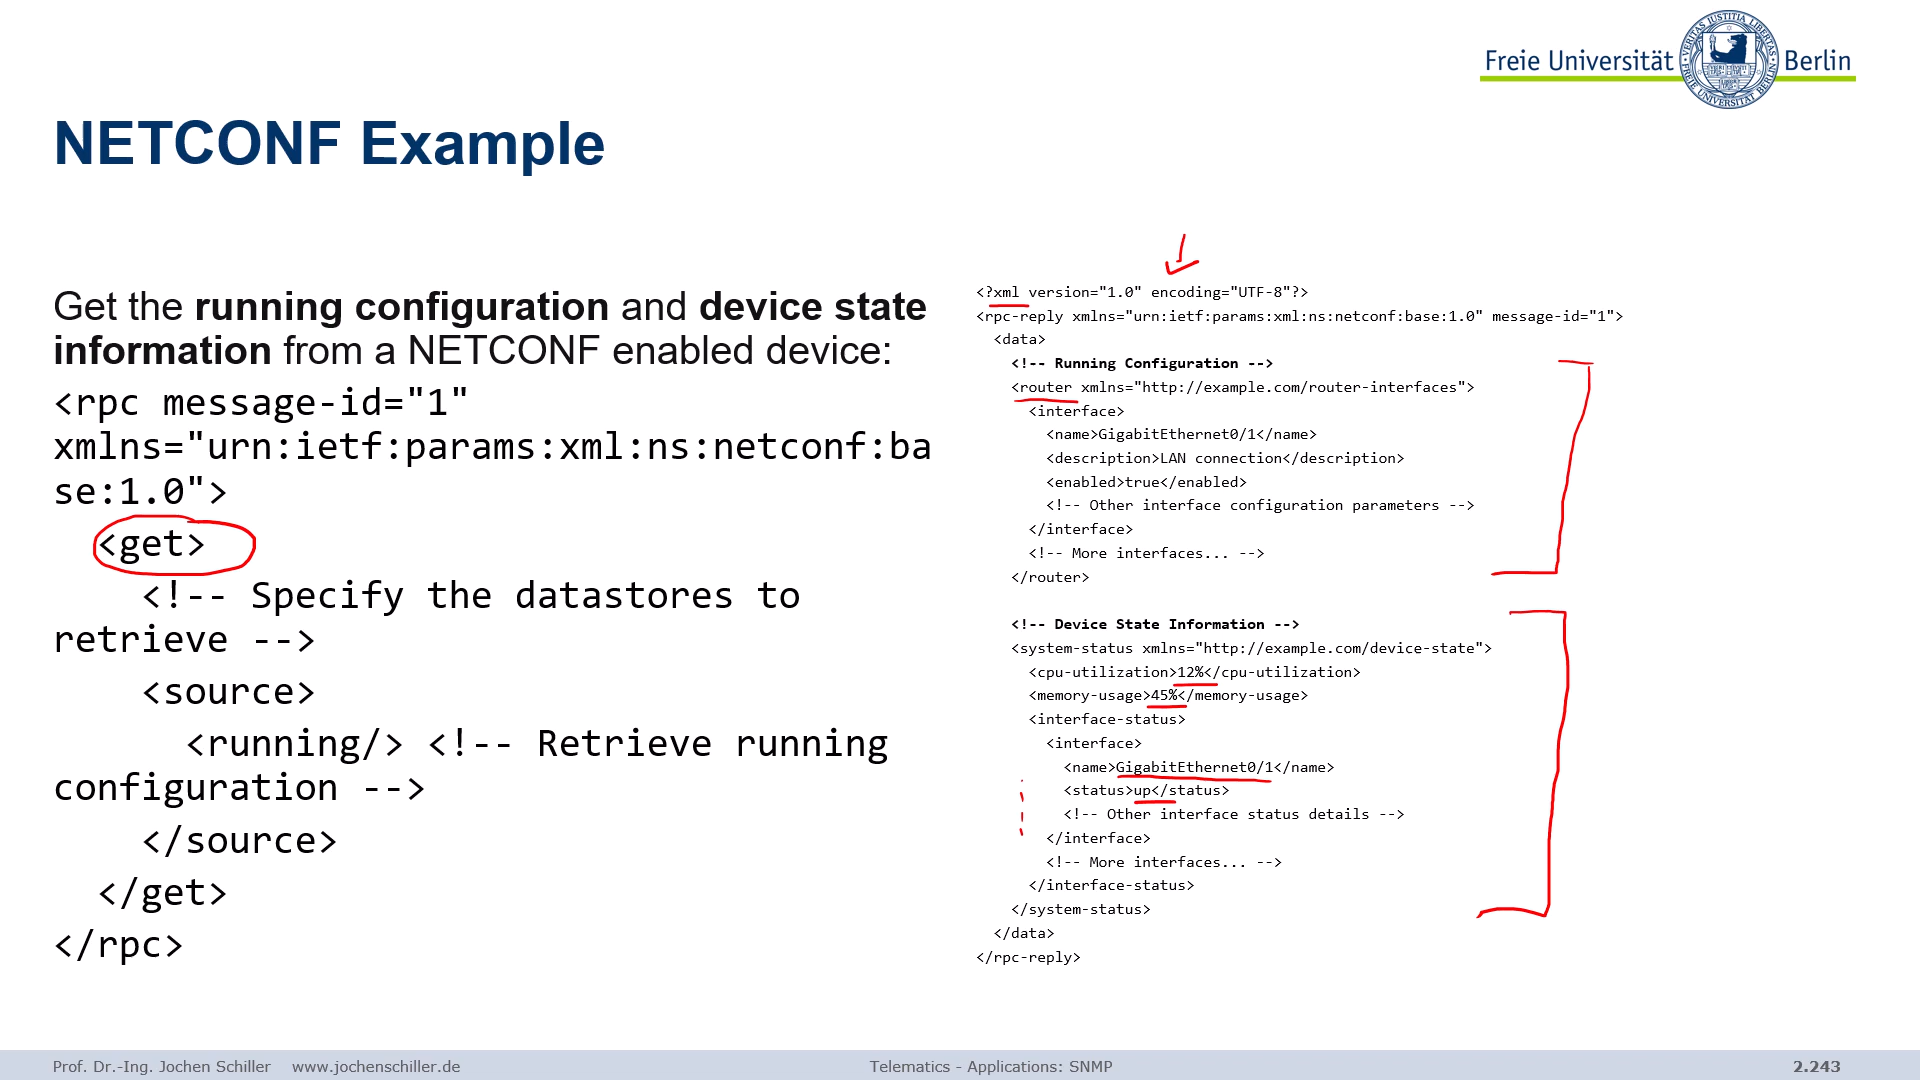 Freie Universität Berlin
NETCONF Example
Get the running configuration and device state
information from a NETCONF enabled device:
<rpc message-id="1"
xmlns="urn:ietf:params:xml:ns:netconf:ba
se:1.0">
<get>
<!-- Specify the datastores to
retrieve -->
<source>
<running/> <!-- Retrieve running
configuration -->
</source>
</get>
</rpc>
<?xml version="1.0" encoding="UTF-8"?>
<rpc-reply xmlns="urn:ietf:params:xml:ns:netconf:base:1.0" message-id="1">
<data>
<!-- Running Configuration -->
<router xmlns="http://example.com/router-interfaces">
<interface>
<name>GigabitEthernet0/1</name>
<description>LAN connection</description>
<enabled>true</enabled>
<!-- Other interface configuration parameters -->
</interface>
<!-- More interfaces... -->
</router>
<!-- Device State Information -->
<system-status xmlns="http://example.com/device-state">
<cpu-utilization>12%</cpu-utilization>
<memory-usage>45%</memory-usage>
<interface-status>
<interface>
<name>GigabitEthernet0/1</name>
<status>up</status>
<!-- Other interface status details -->
</interface>
<!-- More interfaces... -->
</interface-status>
</system-status>
</data>
</rpc-reply>
Prof. Dr.-Ing. Jochen Schiller www.jochenschiller.de
Telematics - Applications: SNMP
2.243